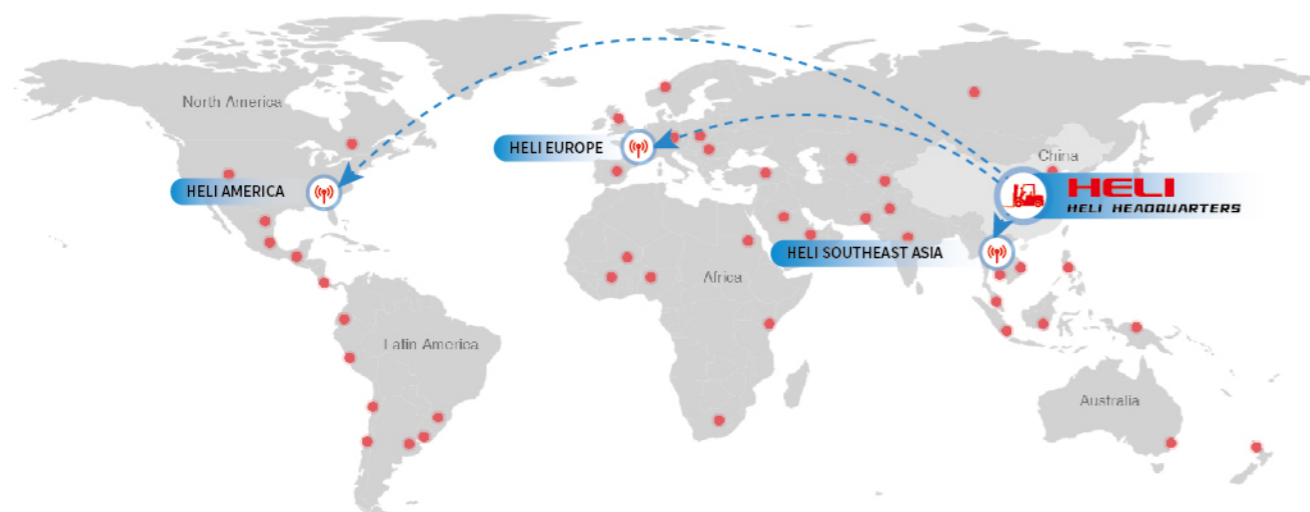 North America
China
HELI EUROPE
HELI AMERICA
HELI
HELI HEADQUARTERS
HELI SOUTHEAST ASIA
Africa
Latin America
Australia